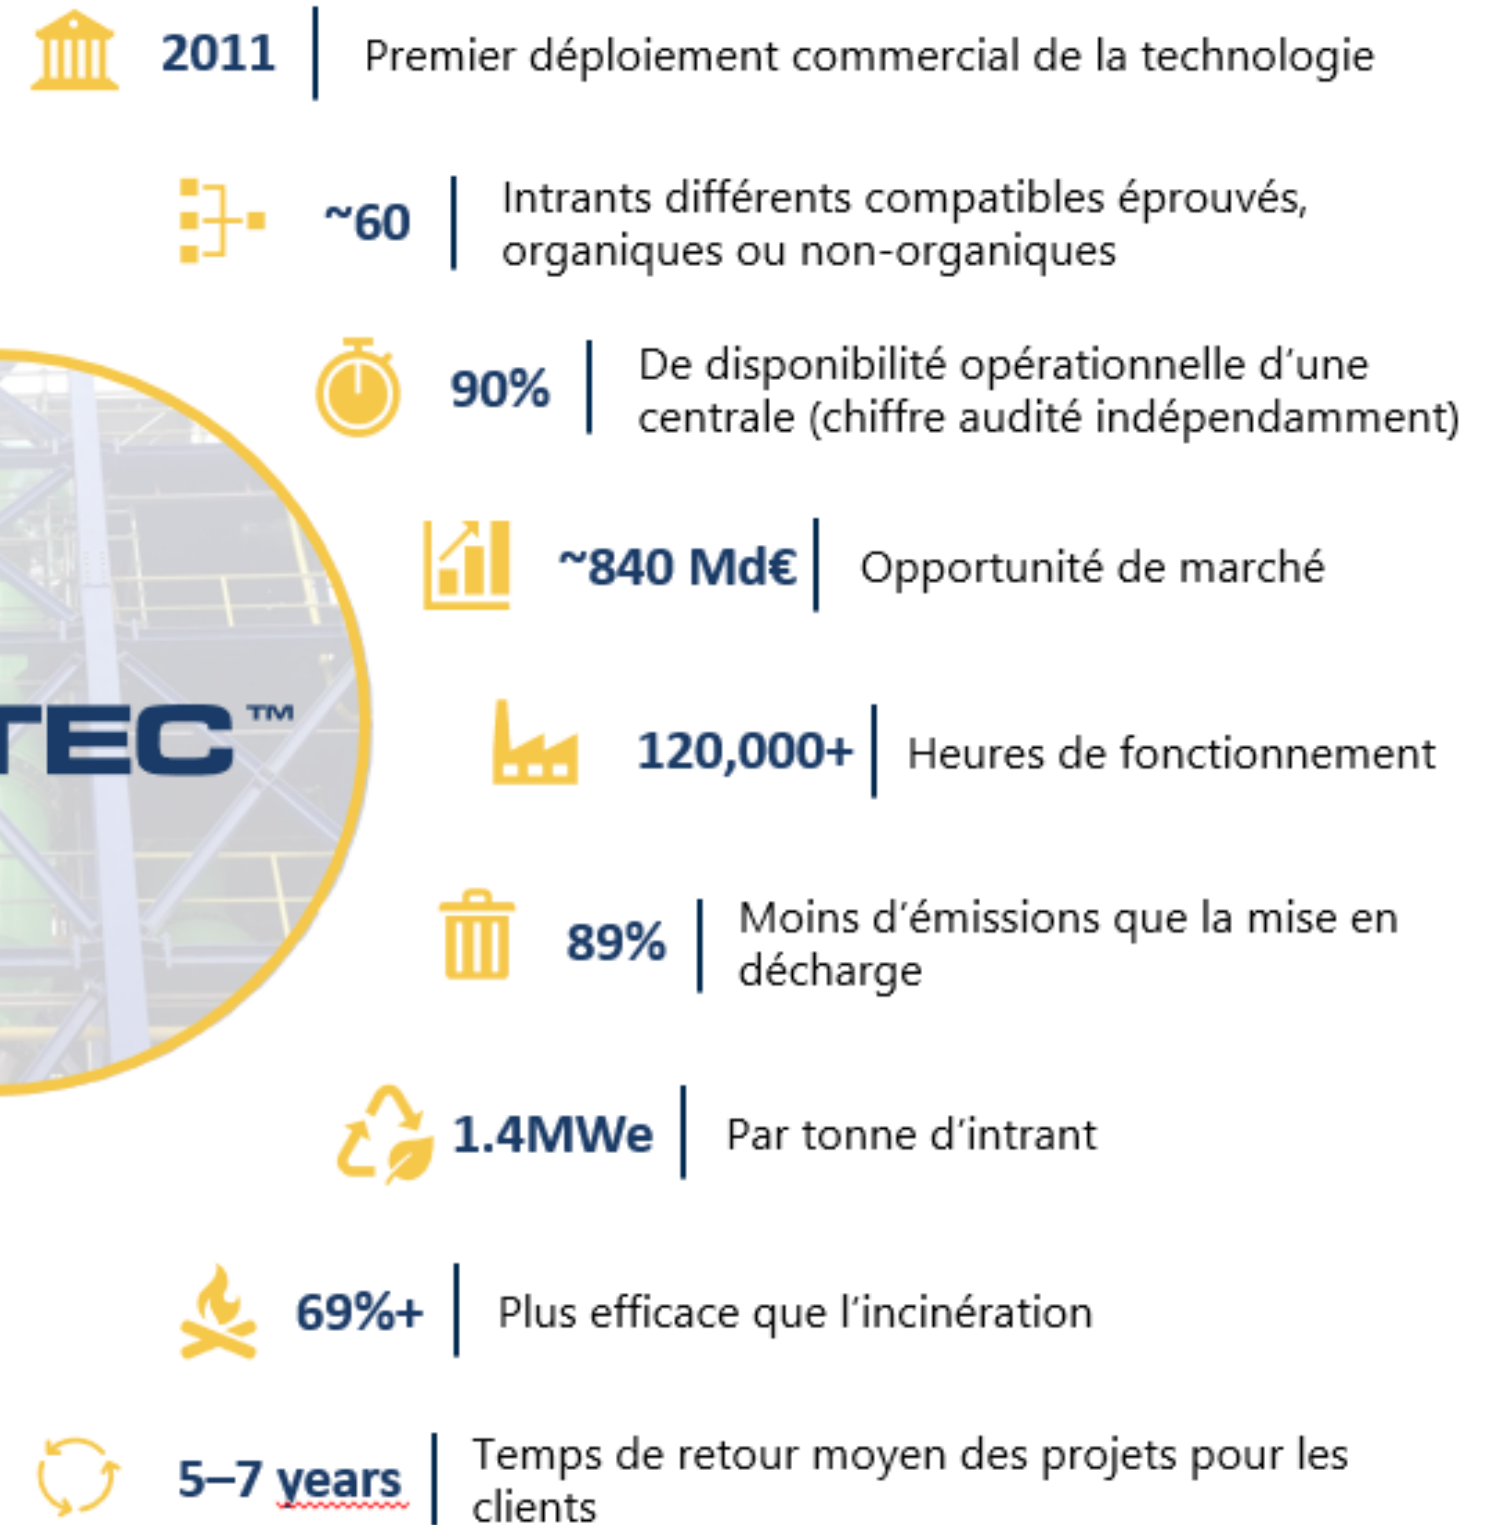 2011
Premier déploiement commercial de la technologie
~60
Intrants différents compatibles éprouvés,
organiques ou non-organiques
90%
De disponibilité opérationnelle d’une
centrale (chiffre audité indépendamment)
~840 Md€
Opportunité de marché
TEC™
120,000+
Heures de fonctionnement
89%
Moins d’émissions que la mise en
décharge
1.4MWe
Par tonne d’intrant
69%+
Plus efficace que l’incinération
5–7 years
Temps de retour moyen des projets pour les
clients